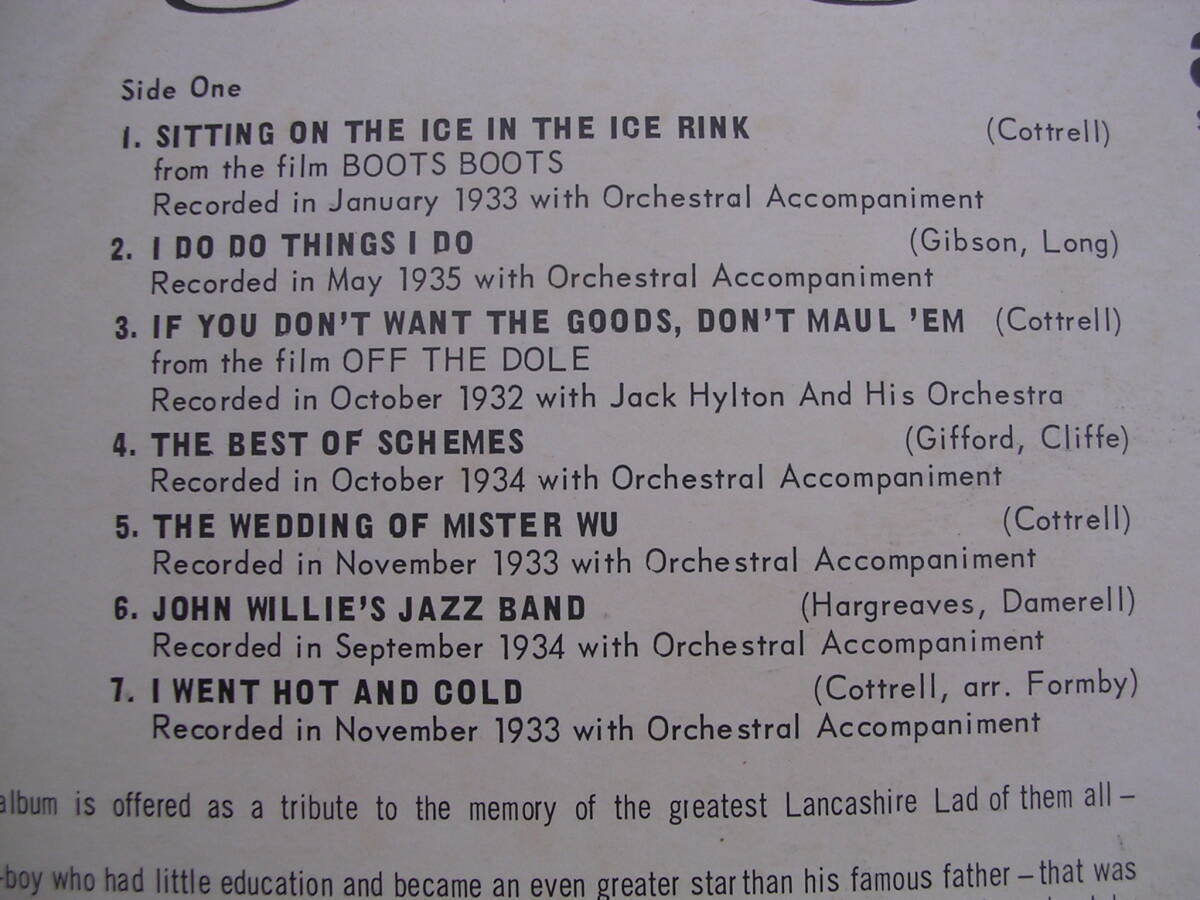 Side One
1. SITTING ON THE ICE IN THE ICE RINK (Cottrell)
from the film BOOTS BOOTS
Recorded in January 1933 with Orchestral Accompaniment
2. I DO DO THINGS I DO (Gibson, Long)
Recorded in May 1935 with Orchestral Accompaniment
3. IF YOU DON'T WANT THE GOODS, DON'T MAUL 'EM (Cottrell)
from the film OFF THE DOLE
Recorded in October 1932 with Jack Hylton And His Orchestra
4. THE BEST OF SCHEMES (Gifford, Cliffe)
Recorded in October 1934 with Orchestral Accompaniment
5. THE WEDDING OF MISTER WU (Cottrell)
Recorded in November 1933 with Orchestral Accompaniment
6. JOHN WILLIE'S JAZZ BAND (Hargreaves, Damerell)
Recorded in September 1934 with Orchestral Accompaniment
7. I WENT HOT AND COLD (Cottrell, arr. Formby)
Recorded in November 1933 with Orchestral Accompaniment
album is offered as a tribute to the memory of the greatest Lancashire Lad of them all –
-boy who had little education and became an even greater star than his famous father – that was